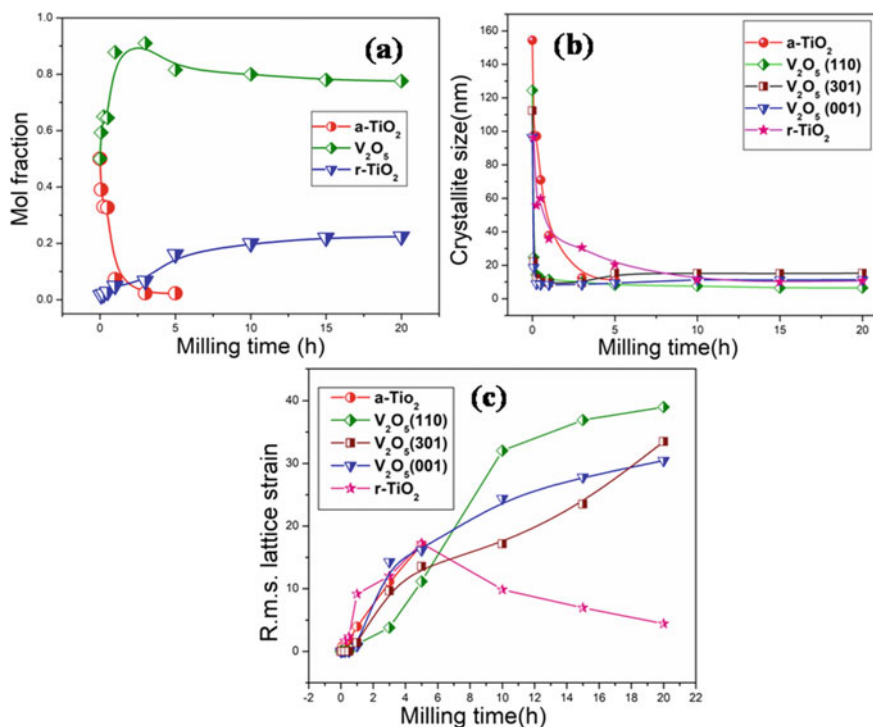 (a)
Mol fraction
1.0
0.8
0.6
0.4
0.2
0.0
a-TiO₂
V₂O₅
r-TiO₂
0 5 10 15 20
Milling time (h)
(b)
Crystallite size(nm)
160
140
120
100
80
60
40
20
0
a-TiO₂
V₂O₅ (110)
V₂O₅ (301)
V₂O₅ (001)
r-TiO₂
0 5 10 15 20
Milling time(h)
(c)
R.m.s. lattice strain
40
30
20
10
0
a-Tio₂
V₂O₅(110)
V₂O₅(301)
V₂O₅(001)
r-TiO₂
-2 0 2 4 6 8 10 12 14 16 18 20 22
Milling time(h)